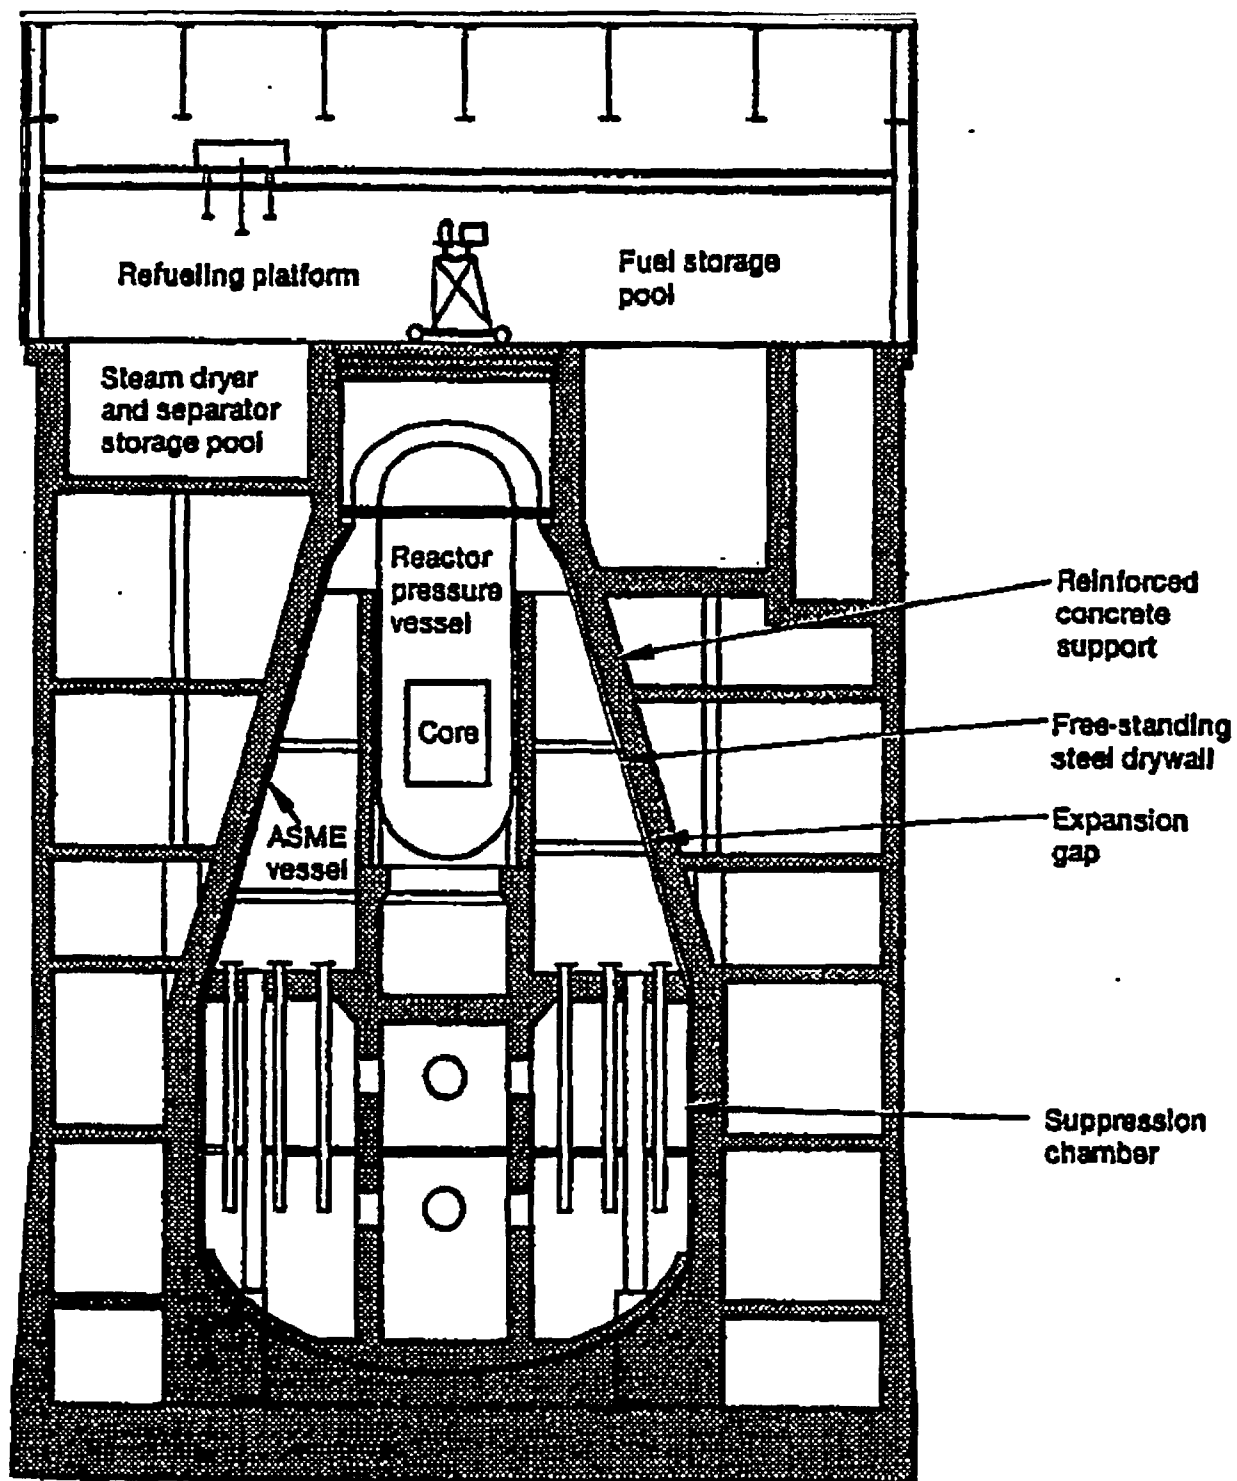 Refueling platform
Fuel storage
pool
Steam dryer
and separator
storage pool
Reactor
pressure
vessel
Core
ASME
vessel
Reinforced
concrete
support
Free-standing
steel drywall
Expansion
gap
Suppression
chamber